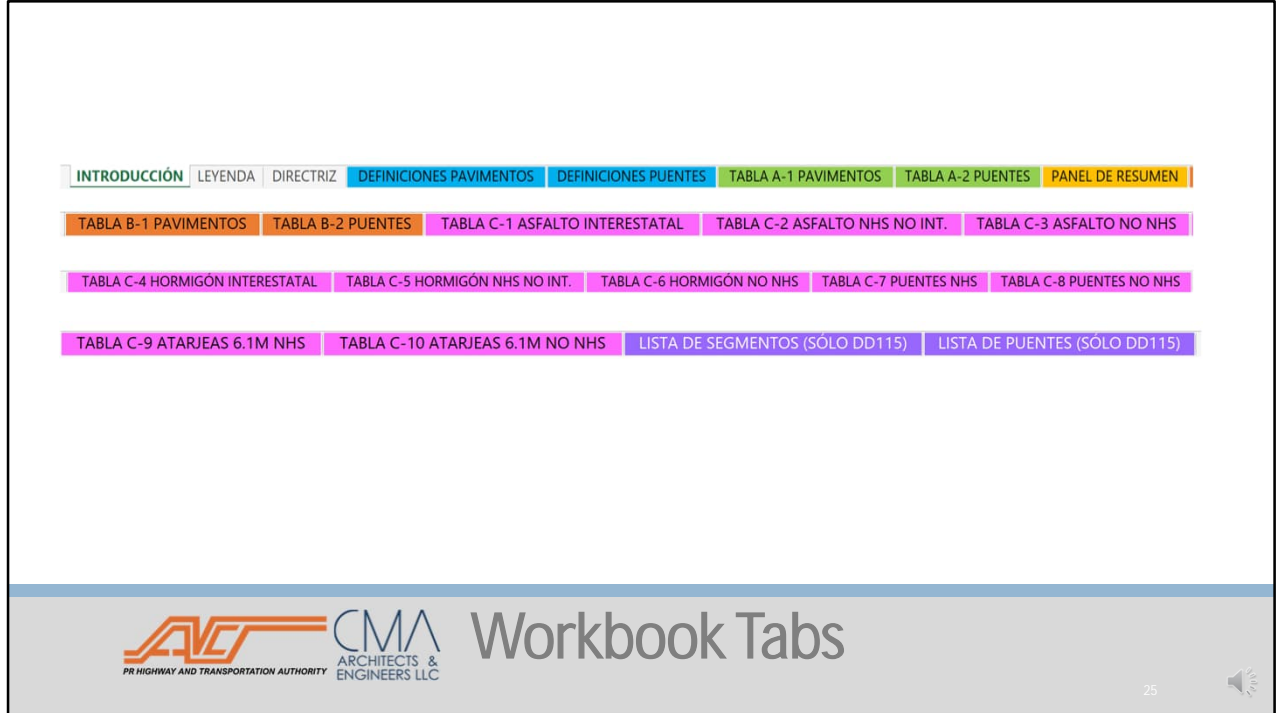 INTRODUCCIÓN LEYENDA DIRECTRIZ DEFINICIONES PAVIMENTOS DEFINICIONES PUENTES TABLA A-1 PAVIMENTOS TABLA A-2 PUENTES PANEL DE RESUMEN
TABLA B-1 PAVIMENTOS TABLA B-2 PUENTES TABLA C-1 ASFALTO INTERESTATAL TABLA C-2 ASFALTO NHS NO INT. TABLA C-3 ASFALTO NO NHS
TABLA C-4 HORMIGÓN INTERESTATAL TABLA C-5 HORMIGÓN NHS NO INT. TABLA C-6 HORMIGÓN NO NHS TABLA C-7 PUENTES NHS TABLA C-8 PUENTES NO NHS
TABLA C-9 ATARJEAS 6.1M NHS TABLA C-10 ATARJEAS 6.1M NO NHS LISTA DE SEGMENTOS (SÓLO DD115) LISTA DE PUENTES (SÓLO DD115)
ACT
PR HIGHWAY AND TRANSPORTATION AUTHORITY
CMA
ARCHITECTS &
ENGINEERS LLC
Workbook Tabs
25